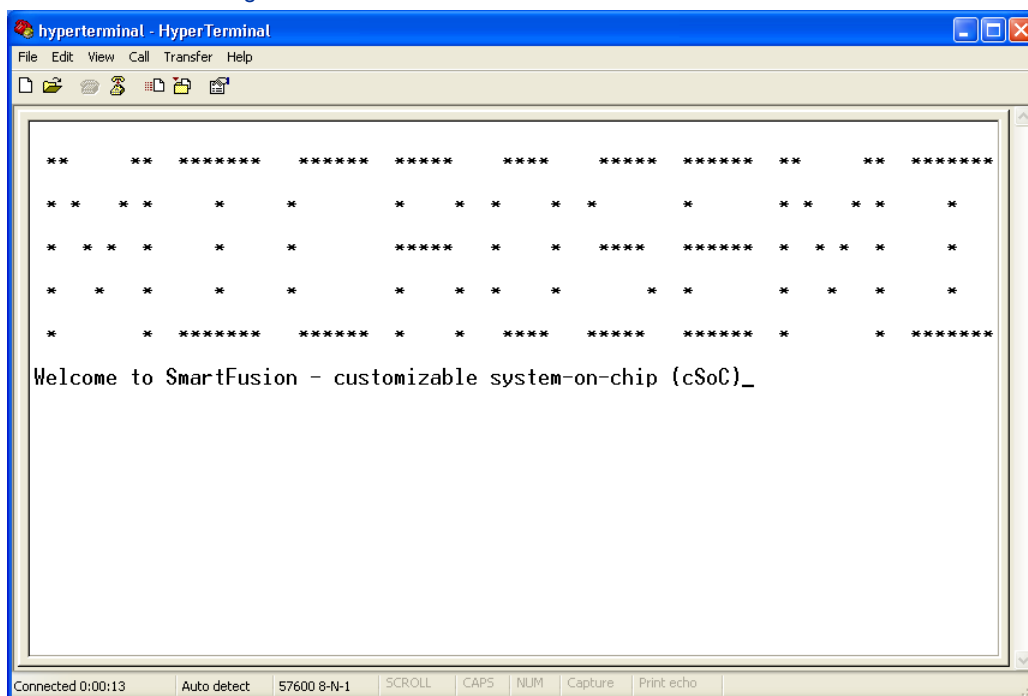 hyperterminal - HyperTerminal
File Edit View Call Transfer Help
** ** ******* ****** ***** **** ***** ****** ** ** *******
* * * * * * * * * * * * * * * * *
* * * * * * ***** * * **** ****** * * * * *
* * * * * * * * * * * * * * *
* * ******* ****** * * **** ***** ****** * * *******
Welcome to SmartFusion - customizable system-on-chip (cSoC)_
Connected 0:00:13 Auto detect 57600 8-N-1 SCROLL CAPS NUM Capture Print echo